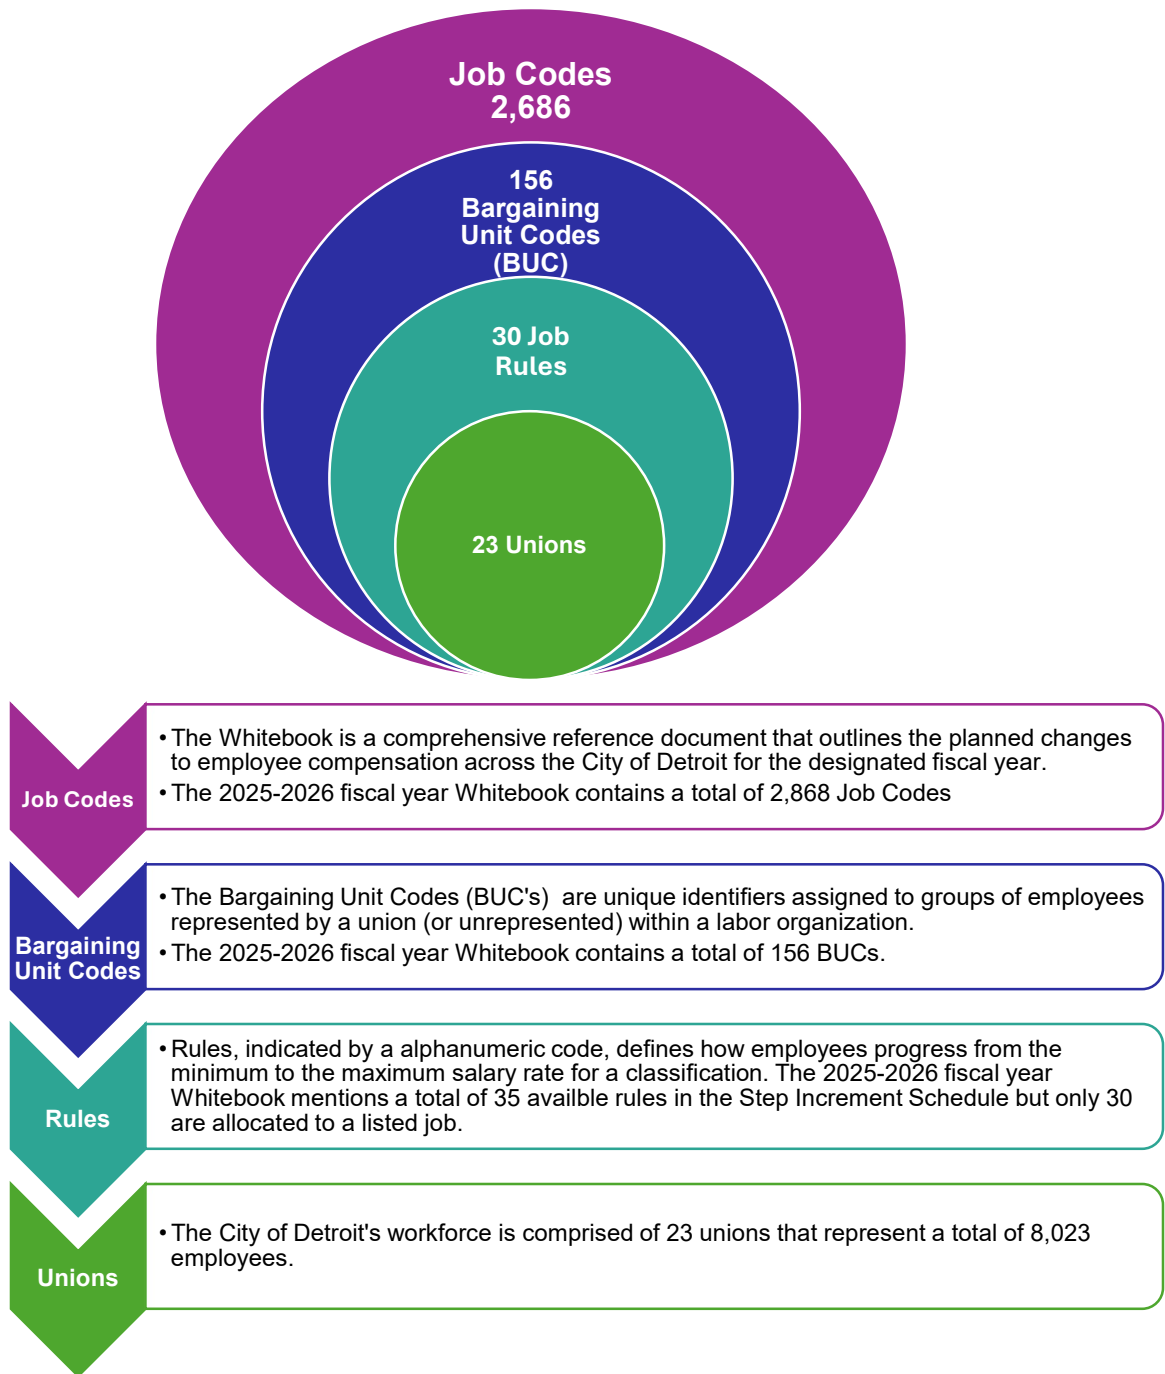 Job Codes
2,686
156
Bargaining
Unit Codes
(BUC)
30 Job
Rules
23 Unions
Job Codes
• The Whitebook is a comprehensive reference document that outlines the planned changes
to employee compensation across the City of Detroit for the designated fiscal year.
• The 2025-2026 fiscal year Whitebook contains a total of 2,868 Job Codes
Bargaining
Unit Codes
• The Bargaining Unit Codes (BUC's)  are unique identifiers assigned to groups of employees
represented by a union (or unrepresented) within a labor organization.
• The 2025-2026 fiscal year Whitebook contains a total of 156 BUCs.
Rules
• Rules, indicated by a alphanumeric code, defines how employees progress from the
minimum to the maximum salary rate for a classification. The 2025-2026 fiscal year
Whitebook mentions a total of 35 availble rules in the Step Increment Schedule but only 30
are allocated to a listed job.
Unions
• The City of Detroit's workforce is comprised of 23 unions that represent a total of 8,023
employees.